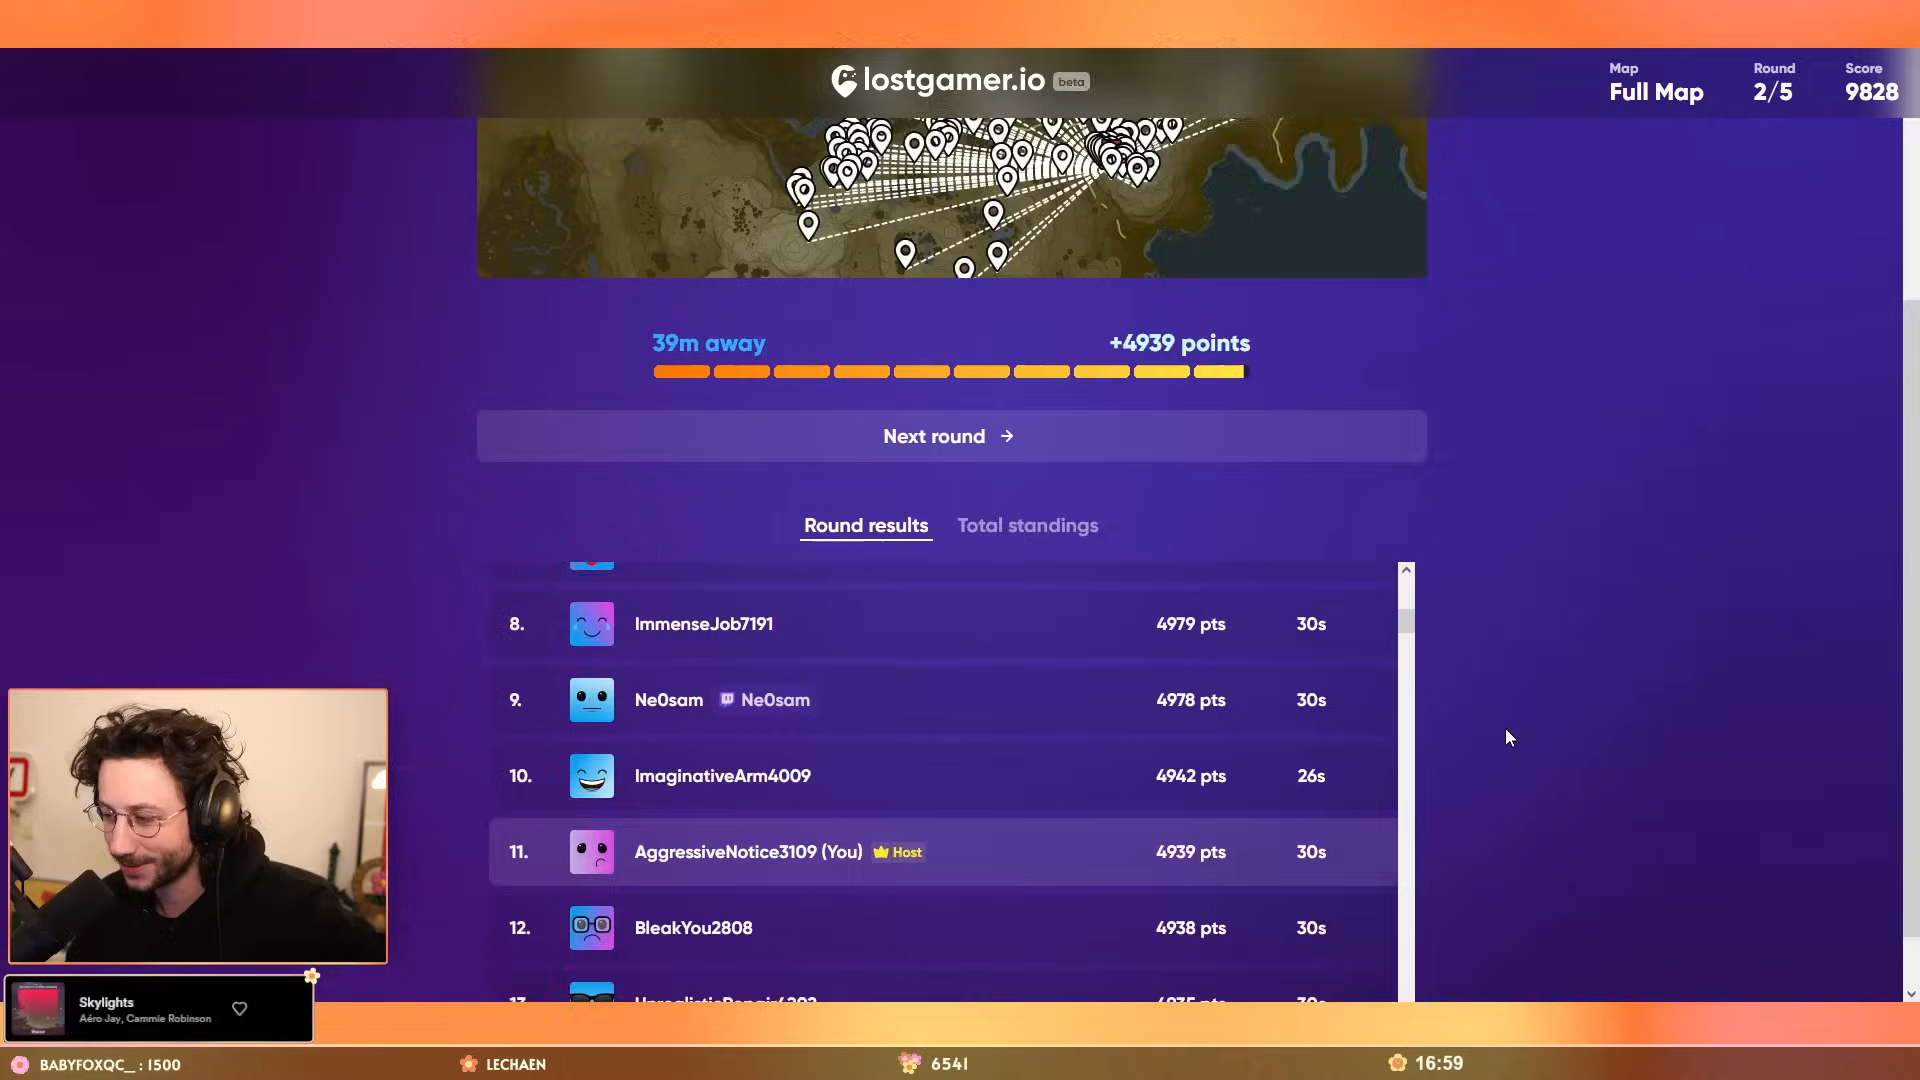 lostgamer.io beta
Map
Full Map
Round
2/5
Score
9828
39m away
+4939 points
Next round →
Round results
Total standings
8. ImmenseJob7191 4979 pts 30s
9. Ne0sam Ne0sam 4978 pts 30s
10. ImaginativeArm4009 4942 pts 26s
11. AggressiveNotice3109 (You) Host 4939 pts 30s
12. BleakYou2808 4938 pts 30s
Skylights
Aéro Jay, Cammie Robinson
BABYFOXQC_ : 1500
LECHAEN
6541
16:59